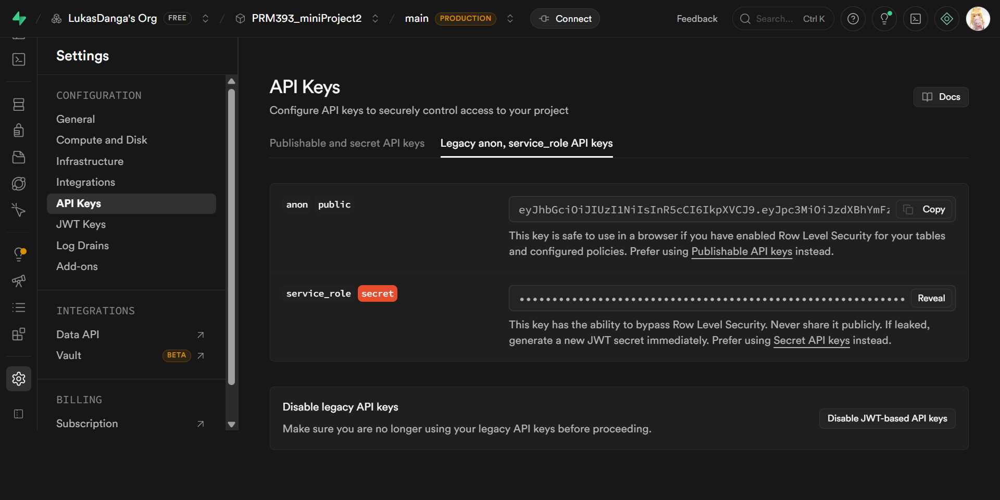 LukasDanga's Org FREE PRM393_miniProject2 main PRODUCTION Connect Feedback Search... Ctrl K
Settings
CONFIGURATION
General
Compute and Disk
Infrastructure
Integrations
API Keys
JWT Keys
Log Drains
Add-ons
INTEGRATIONS
Data API
Vault BETA
BILLING
Subscription
API Keys
Configure API keys to securely control access to your project
Docs
Publishable and secret API keys Legacy anon, service_role API keys
anon public
eyJhbGciOiJIUzI1NiIsInR5cCI6IkpXVCJ9.eyJpc3MiOiJzdXBhYmFz Copy
This key is safe to use in a browser if you have enabled Row Level Security for your tables
and configured policies. Prefer using Publishable API keys instead.
service_role secret
Reveal
This key has the ability to bypass Row Level Security. Never share it publicly. If leaked,
generate a new JWT secret immediately. Prefer using Secret API keys instead.
Disable legacy API keys
Make sure you are no longer using your legacy API keys before proceeding.
Disable JWT-based API keys